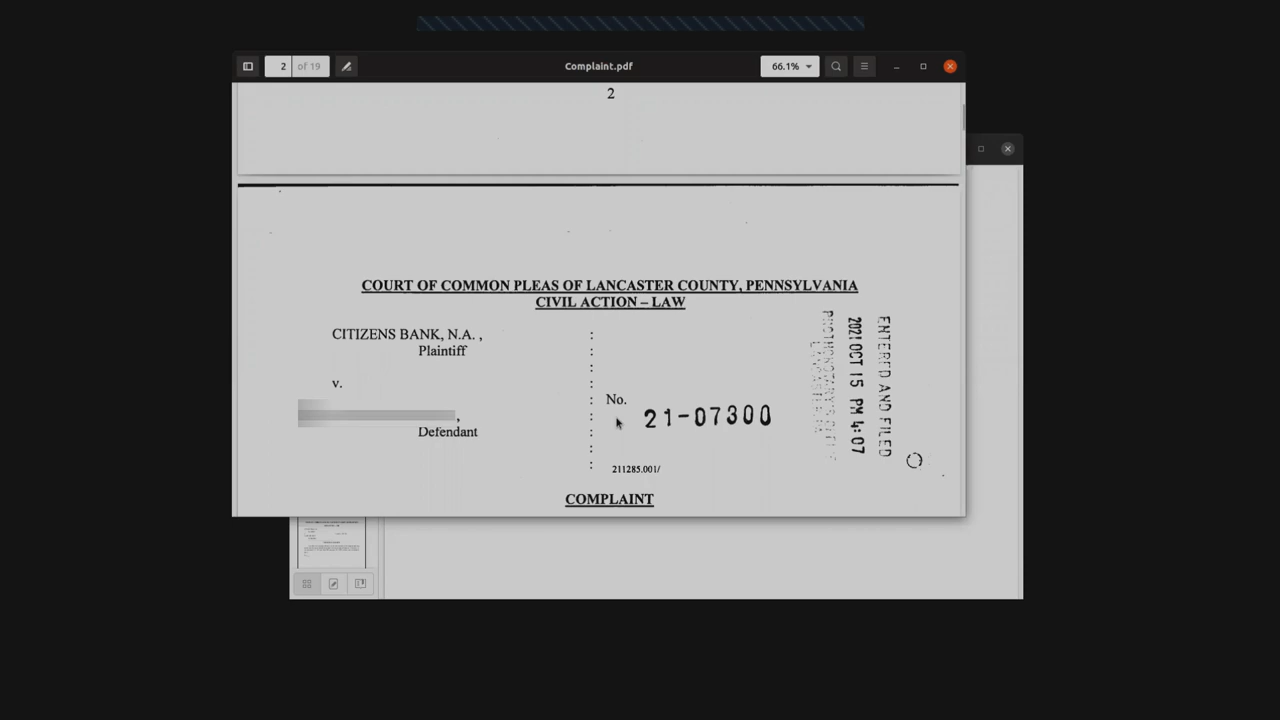 2 of 19
Complaint.pdf
66.1%
2
COURT OF COMMON PLEAS OF LANCASTER COUNTY, PENNSYLVANIA
CIVIL ACTION – LAW
CITIZENS BANK, N.A. ,
Plaintiff
v.
,
Defendant
:
:
:
:
:
:
:
:
:
No.
21-07300
211285.001/
ENTERED AND FILED
2021 OCT 15 PM 4:07
COMPLAINT